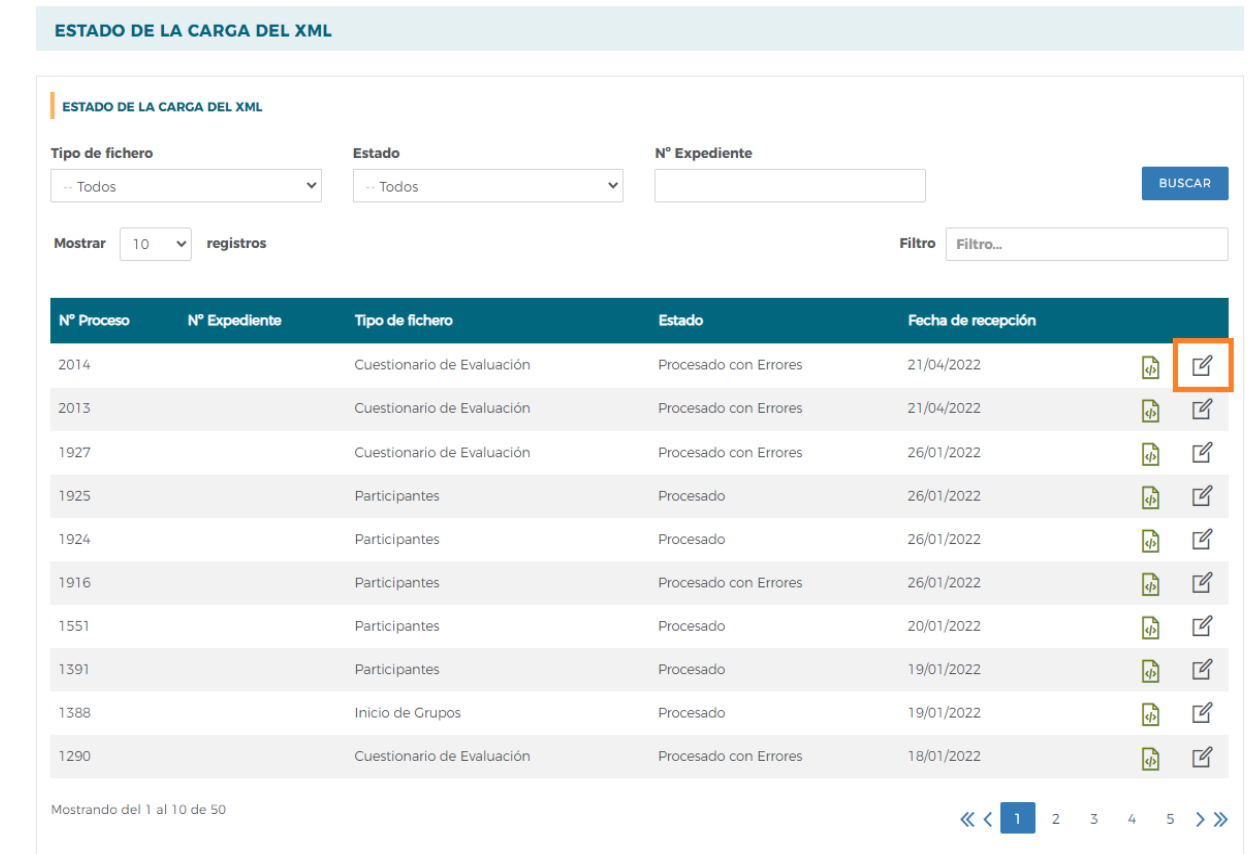 ESTADO DE LA CARGA DEL XML
ESTADO DE LA CARGA DEL XML
Tipo de fichero Estado Nº Expediente
-- Todos -- Todos BUSCAR
Mostrar 10 registros Filtro Filtro...
Nº Proceso Nº Expediente Tipo de fichero Estado Fecha de recepción
2014 Cuestionario de Evaluación Procesado con Errores 21/04/2022
2013 Cuestionario de Evaluación Procesado con Errores 21/04/2022
1927 Cuestionario de Evaluación Procesado con Errores 26/01/2022
1925 Participantes Procesado 26/01/2022
1924 Participantes Procesado 26/01/2022
1916 Participantes Procesado con Errores 26/01/2022
1551 Participantes Procesado 20/01/2022
1391 Participantes Procesado 19/01/2022
1388 Inicio de Grupos Procesado 19/01/2022
1290 Cuestionario de Evaluación Procesado con Errores 18/01/2022
Mostrando del 1 al 10 de 50 1 2 3 4 5